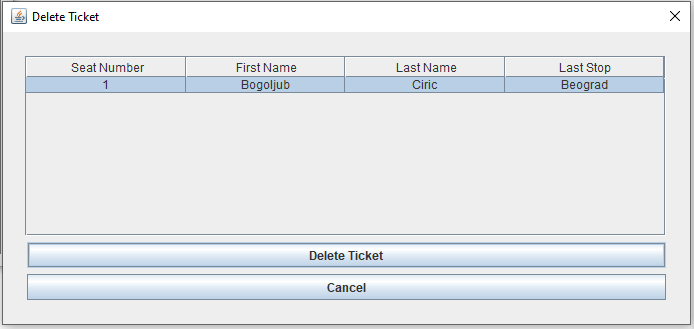 Delete Ticket
Seat Number First Name Last Name Last Stop
1 Bogoljub Ciric Beograd
Delete Ticket
Cancel